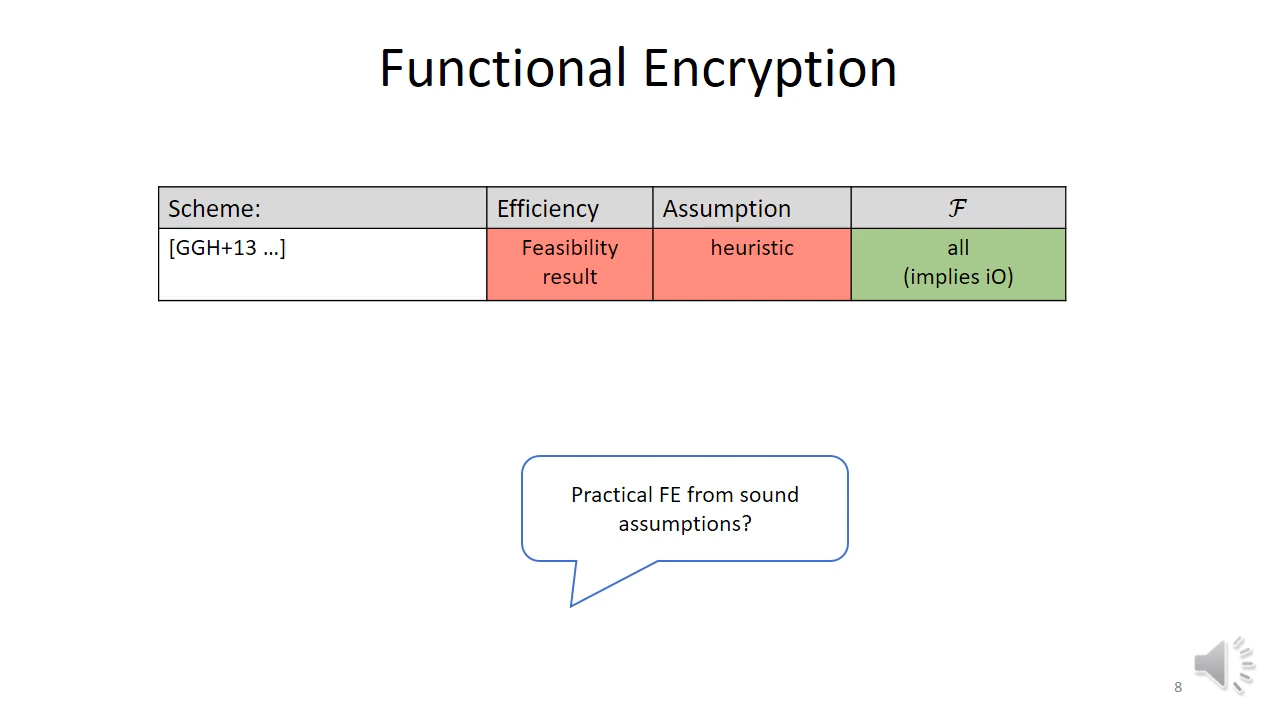 Functional Encryption
Scheme: Efficiency Assumption ℱ
[GGH+13 ...] Feasibility result heuristic all (implies iO)
Practical FE from sound
assumptions?
8